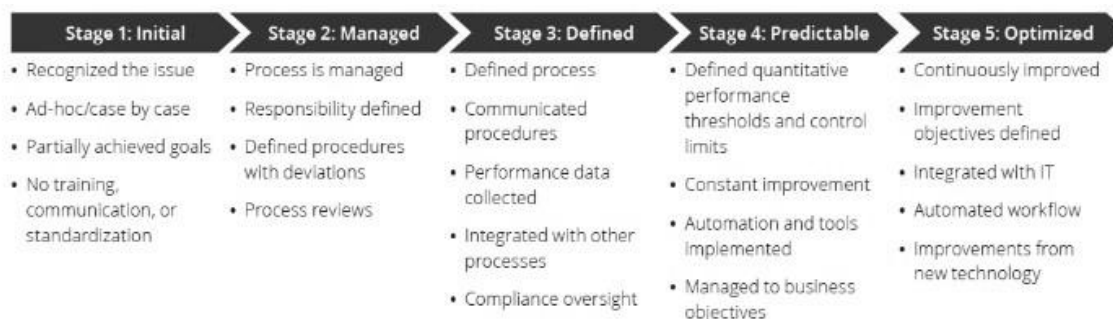 Stage 1: Initial
Stage 2: Managed
Stage 3: Defined
Stage 4: Predictable
Stage 5: Optimized
• Recognized the issue
• Ad-hoc/case by case
• Partially achieved goals
• No training,
communication, or
standardization
• Process is managed
• Responsibility defined
• Defined procedures
with deviations
• Process reviews
• Defined process
• Communicated
procedures
• Performance data
collected
• Integrated with other
processes
• Compliance oversight
• Defined quantitative
performance
thresholds and control
limits
• Constant improvement
• Automation and tools
implemented
• Managed to business
objectives
• Continuously improved
• Improvement
objectives defined
• Integrated with IT
• Automated workflow
• Improvements from
new technology